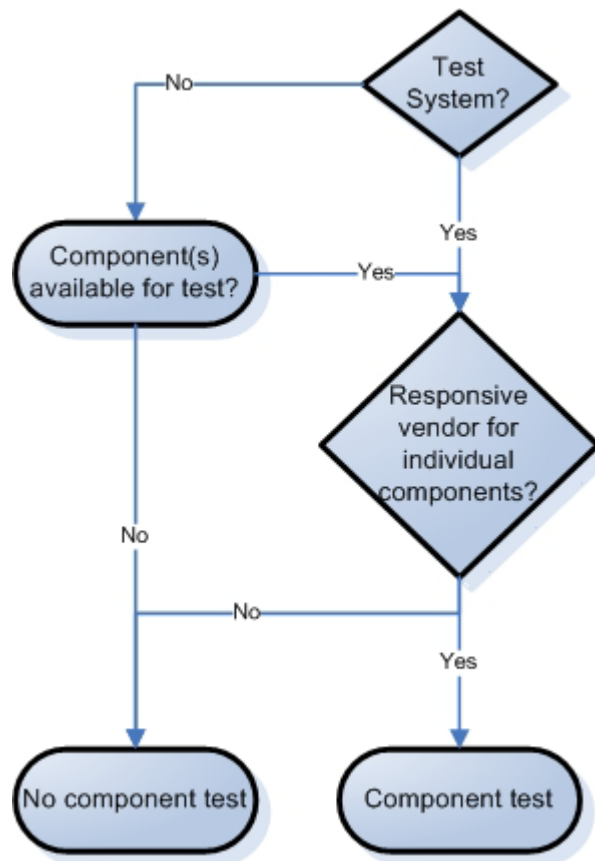 Test
System?
No
Yes
Component(s)
available for test?
Yes
Responsive
vendor for
individual
components?
No
No
Yes
No component test
Component test